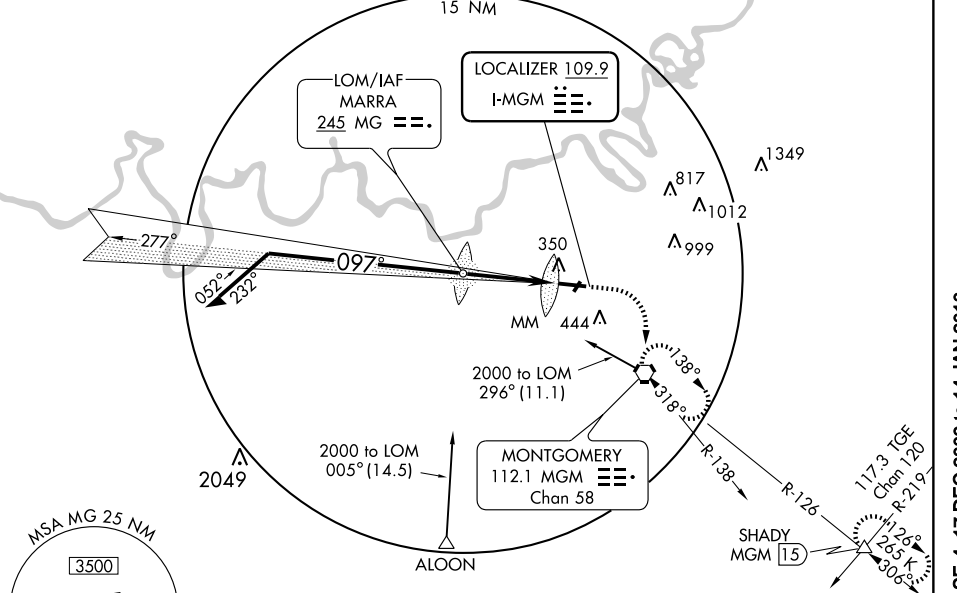 15 NM
LOM/IAF
MARRA
245 MG
LOCALIZER 109.9
I-MGM
1349
817
1012
999
277°
097°
052°
232°
350
MM
444
2000 to LOM
296° (11.1)
138°
318°
2049
2000 to LOM
005° (14.5)
ALOON
MONTGOMERY
112.1 MGM
Chan 58
R-138
R-126
117.3 TGE
Chan 120
R-219
SHADY
MGM 15
126°
265 K
306°
MSA MG 25 NM
3500